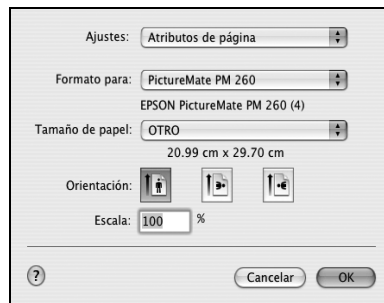 Ajustes: Atributos de página
Formato para: PictureMate PM 260
EPSON PictureMate PM 260 (4)
Tamaño de papel: OTRO
20.99 cm x 29.70 cm
Orientación:
Escala: 100 %
? Cancelar OK